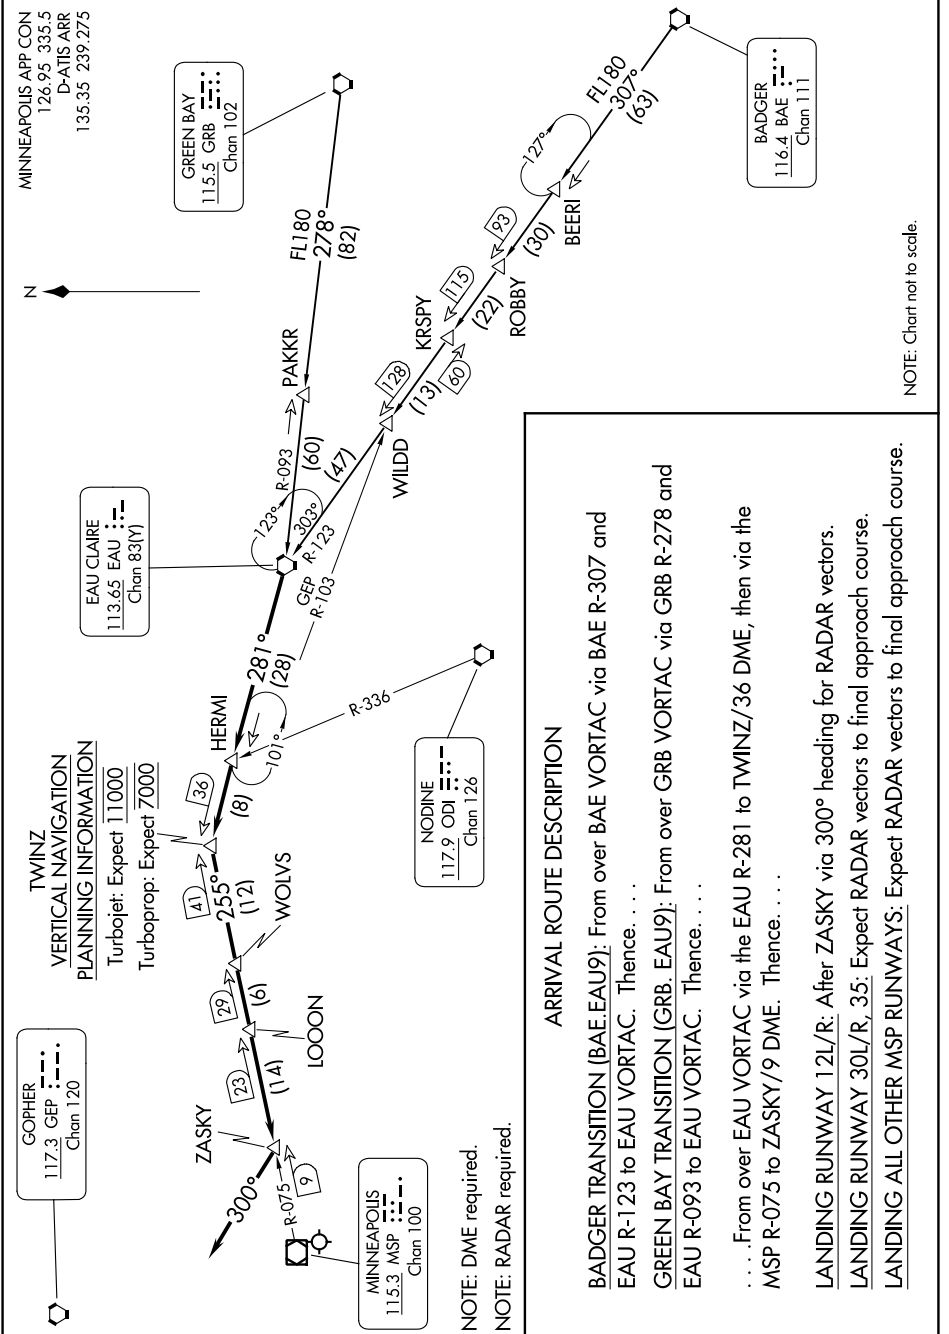 MINNEAPOLIS APP CON
126.95 335.5
D-ATIS ARR
135.35 239.275
N
GREEN BAY
115.5 GRB
Chan 102
BADGER
116.4 BAE
Chan 111
EAU CLAIRE
113.65 EAU
Chan 83(Y)
NODINE
117.9 ODI
Chan 126
GOPHER
117.3 GEP
Chan 120
MINNEAPOLIS
115.3 MSP
Chan 100
TWINZ
VERTICAL NAVIGATION
PLANNING INFORMATION
Turbojet: Expect 11000
Turboprop: Expect 7000
FL180
278°
(82)
PAKKR
R-093
(60)
FL180
307°
(63)
127°
BEERI
(30)
93
ROBBY
(22)
115
KRSPY
60
(13)
128
WILDD
(47)
123°
303°
R-123
GEP
R-103
281°
(28)
HERMI
101°
R-336
(8)
36
41
255°
(12)
WOLVS
29
(6)
LOOON
23
(14)
ZASKY
300°
R-075
9
NOTE: DME required.
NOTE: RADAR required.
NOTE: Chart not to scale.
ARRIVAL ROUTE DESCRIPTION
BADGER TRANSITION (BAE.EAU9): From over BAE VORTAC via BAE R-307 and
EAU R-123 to EAU VORTAC. Thence. . . .
GREEN BAY TRANSITION (GRB. EAU9): From over GRB VORTAC via GRB R-278 and
EAU R-093 to EAU VORTAC. Thence. . . .
. . . .From over EAU VORTAC via the EAU R-281 to TWINZ/36 DME, then via the
MSP R-075 to ZASKY/9 DME. Thence. . . .
LANDING RUNWAY 12L/R: After ZASKY via 300° heading for RADAR vectors.
LANDING RUNWAY 30L/R, 35: Expect RADAR vectors to final approach course.
LANDING ALL OTHER MSP RUNWAYS: Expect RADAR vectors to final approach course.